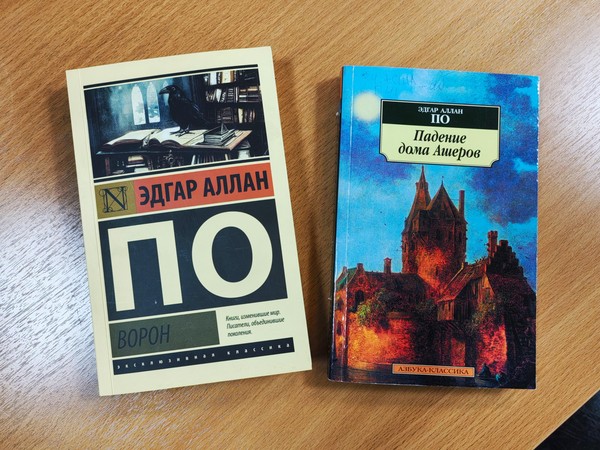 ЭДГАР АЛЛАН
ПО
ВОРОН
Книги, изменившие мир.
Писатели, объединившие
поколения.
ЭКСКЛЮЗИВНАЯ КЛАССИКА
ЭДГАР АЛЛАН
ПО
Падение
дома Ашеров
АЗБУКА-КЛАССИКА